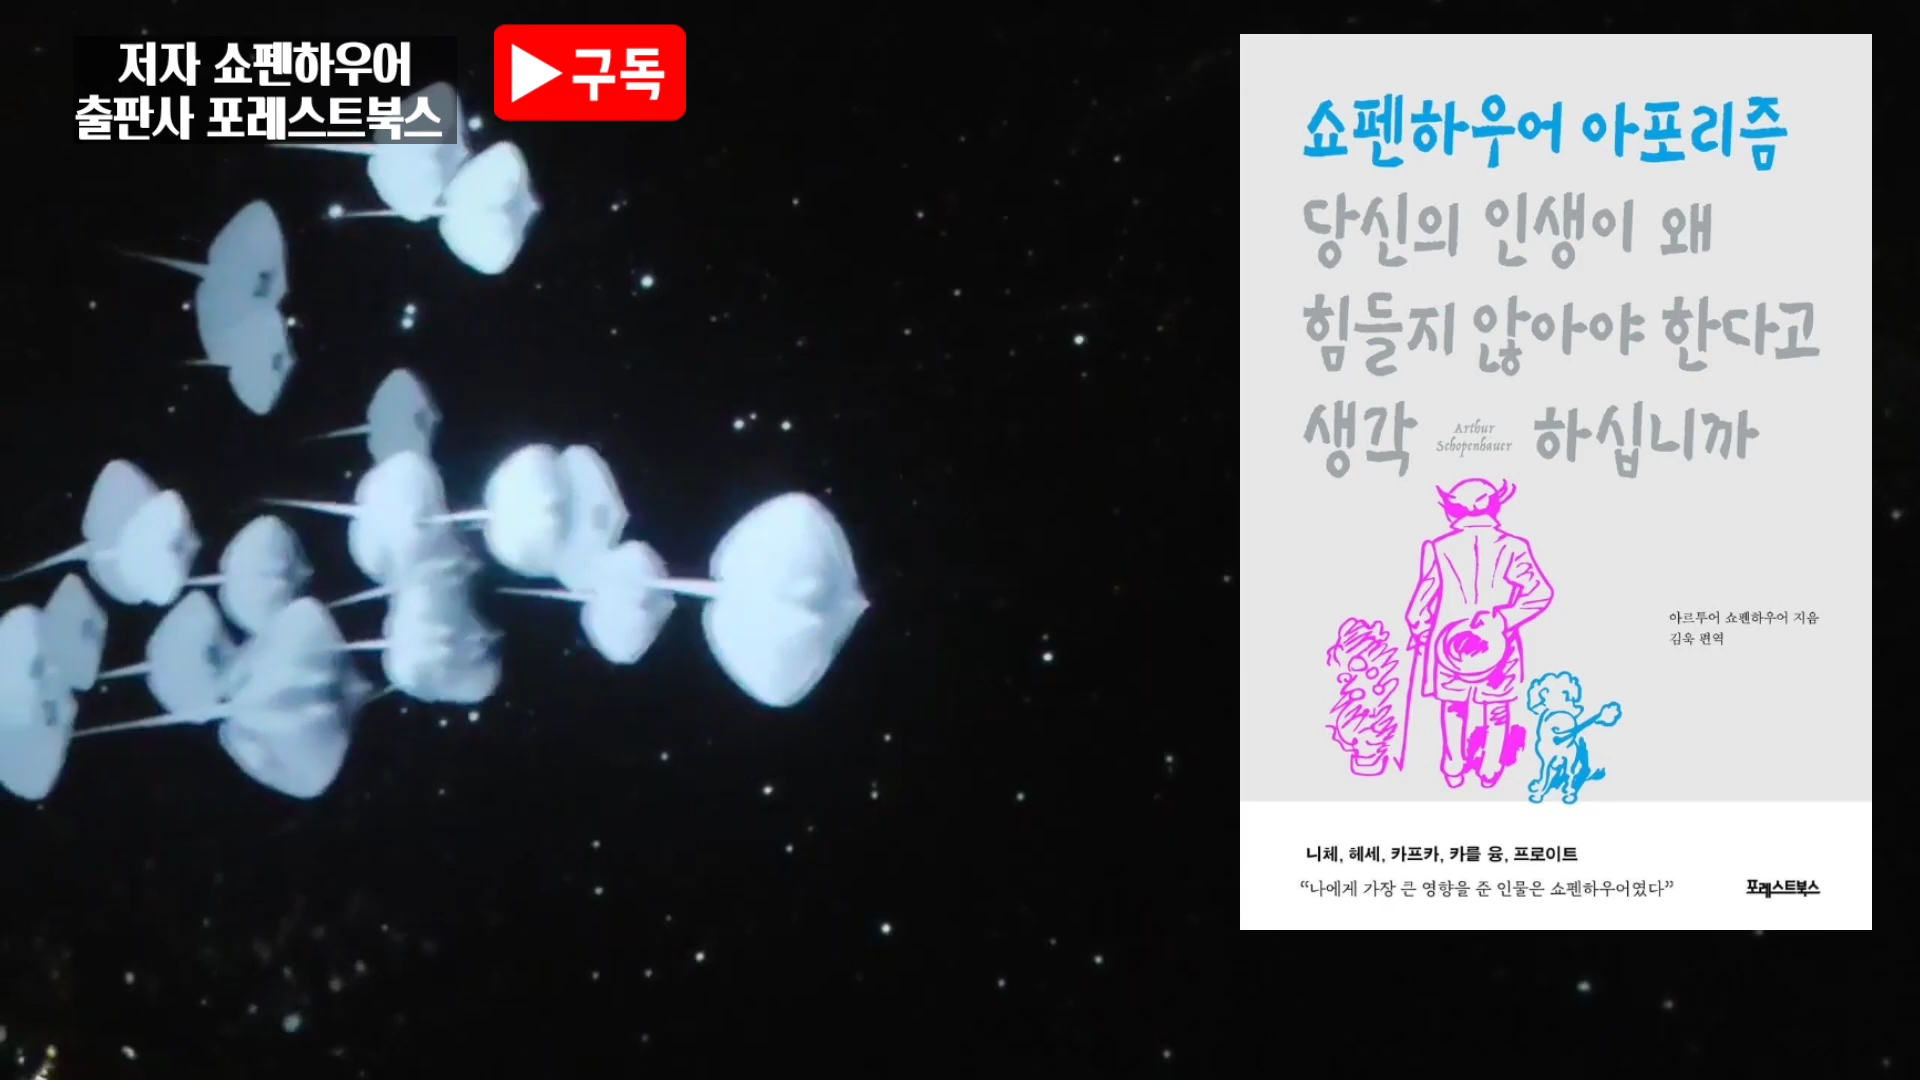 저자 쇼펜하우어
출판사 포레스트북스
구독
쇼펜하우어 아포리즘
당신의 인생이 왜
힘들지 않아야 한다고
생각
Arthur
Schopenhauer
하십니까
아르투어 쇼펜하우어 지음
김욱 편역
니체, 헤세, 카프카, 카를 융, 프로이트
“나에게 가장 큰 영향을 준 인물은 쇼펜하우어였다”
포레스트북스